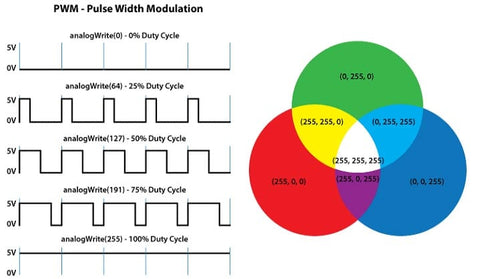 PWM - Pulse Width Modulation
analogWrite(0) - 0% Duty Cycle
5V
0V
analogWrite(64) - 25% Duty Cycle
5V
0V
analogWrite(127) - 50% Duty Cycle
5V
0V
analogWrite(191) - 75% Duty Cycle
5V
0V
analogWrite(255) - 100% Duty Cycle
5V
0V
(0, 255, 0)
(255, 255, 0)
(0, 255, 255)
(255, 255, 255)
(255, 0, 0)
(255, 0, 255)
(0, 0, 255)